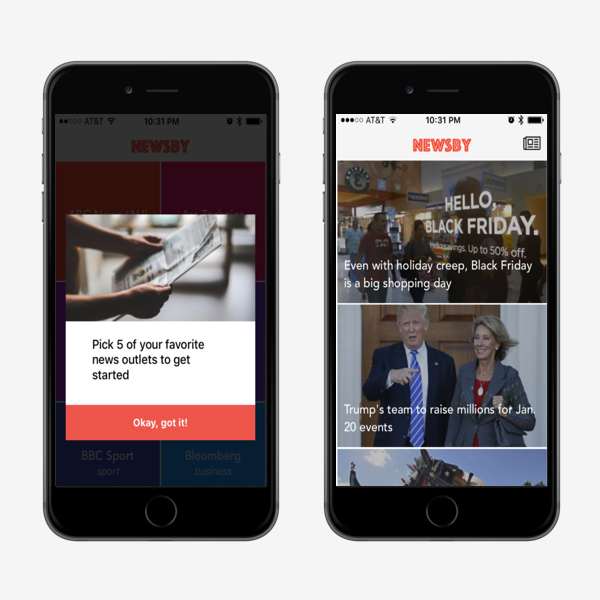 AT&T 10:31 PM
NEWSBY
Pick 5 of your favorite
news outlets to get
started
Okay, got it!
BBC Sport
sport
Bloomberg
business
AT&T 10:31 PM
NEWSBY
HELLO,
BLACK FRIDAY.
savings. Up to 50% off.
Even with holiday creep, Black Friday
is a big shopping day
Trump's team to raise millions for Jan.
20 events